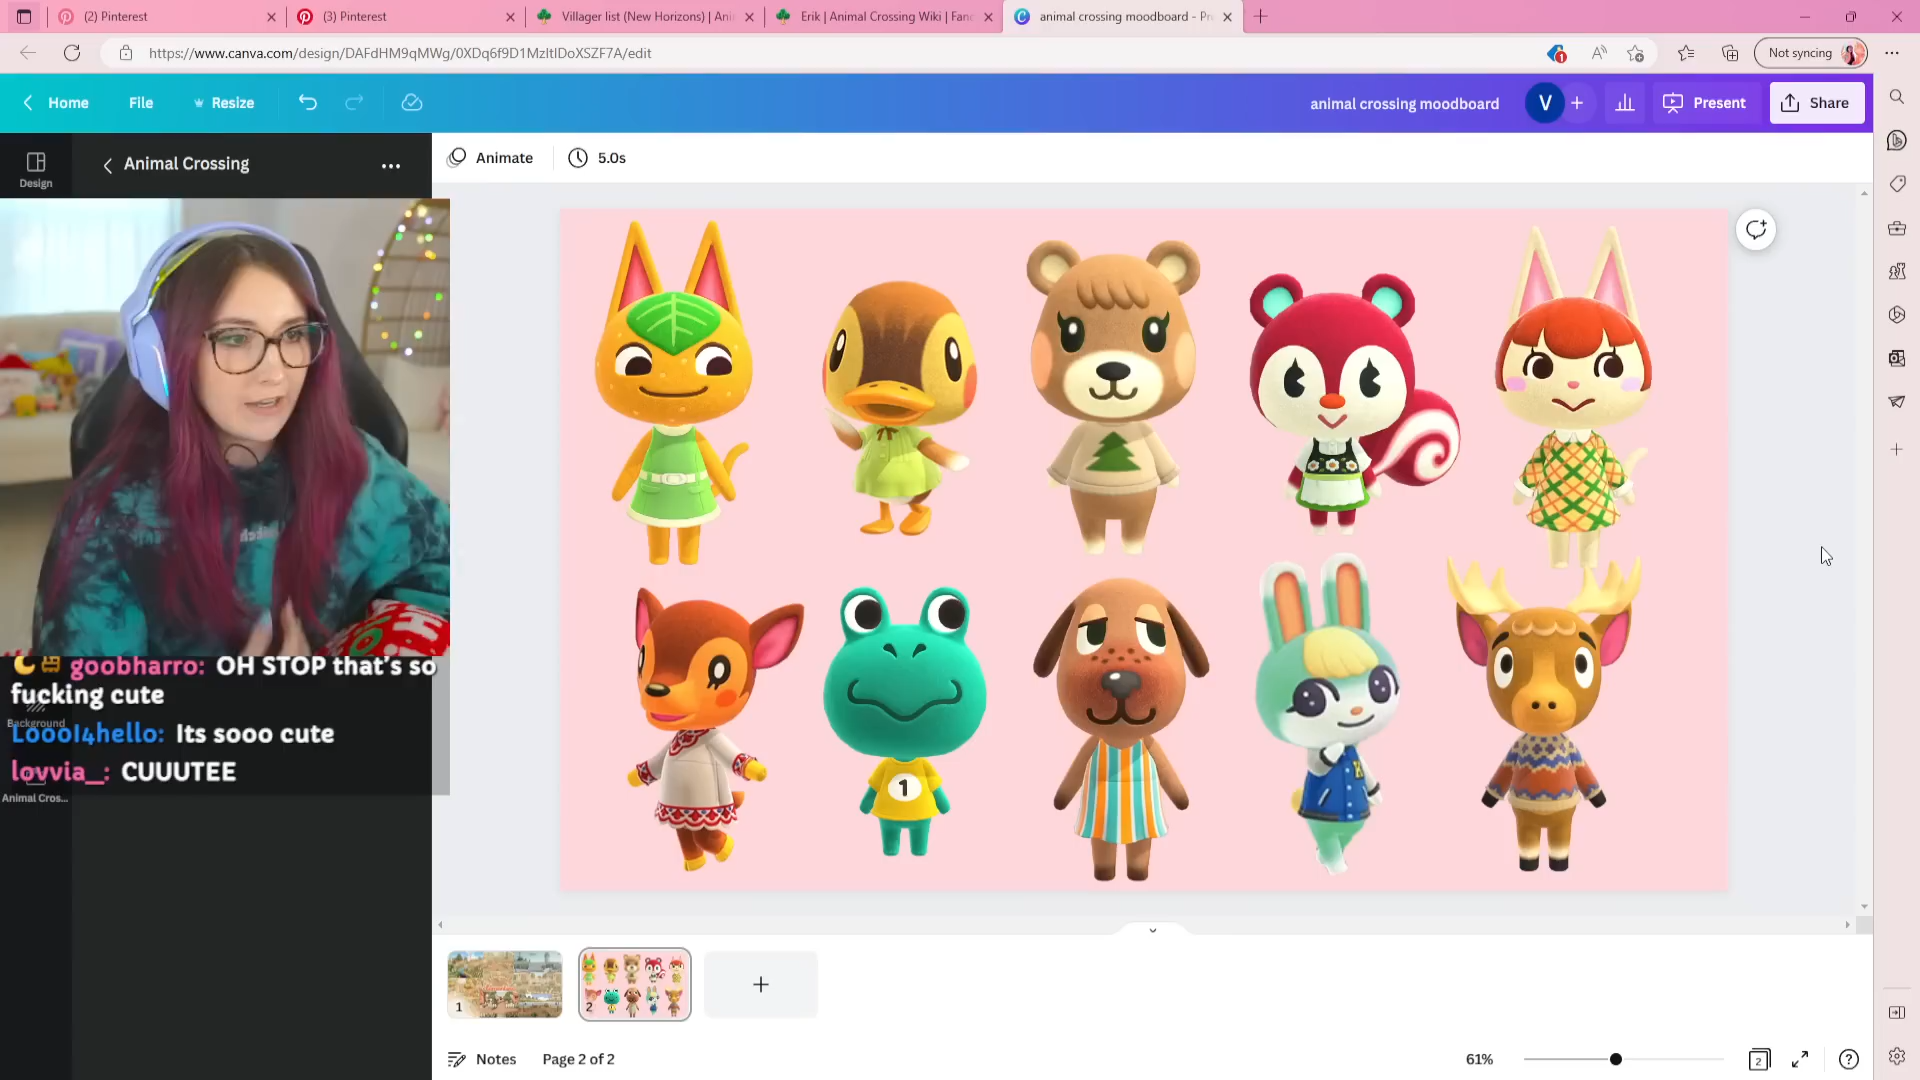 (2) Pinterest
(3) Pinterest
Villager list (New Horizons) | Ani
Erik | Animal Crossing Wiki | Fand
animal crossing moodboard - Pr
https://www.canva.com/design/DAFdHM9qMWg/0XDq6f9D1MzltlDoXSZF7A/edit
1
Not syncing
Home
File
Resize
animal crossing moodboard
V
Present
Share
Design
Animal Crossing
Animate
5.0s
goobharro: OH STOP that's so
fucking cute
Background
Loool4hello: Its sooo cute
lovvia_: CUUUTEE
Animal Cros...
1
1
2
Notes
Page 2 of 2
61%
2